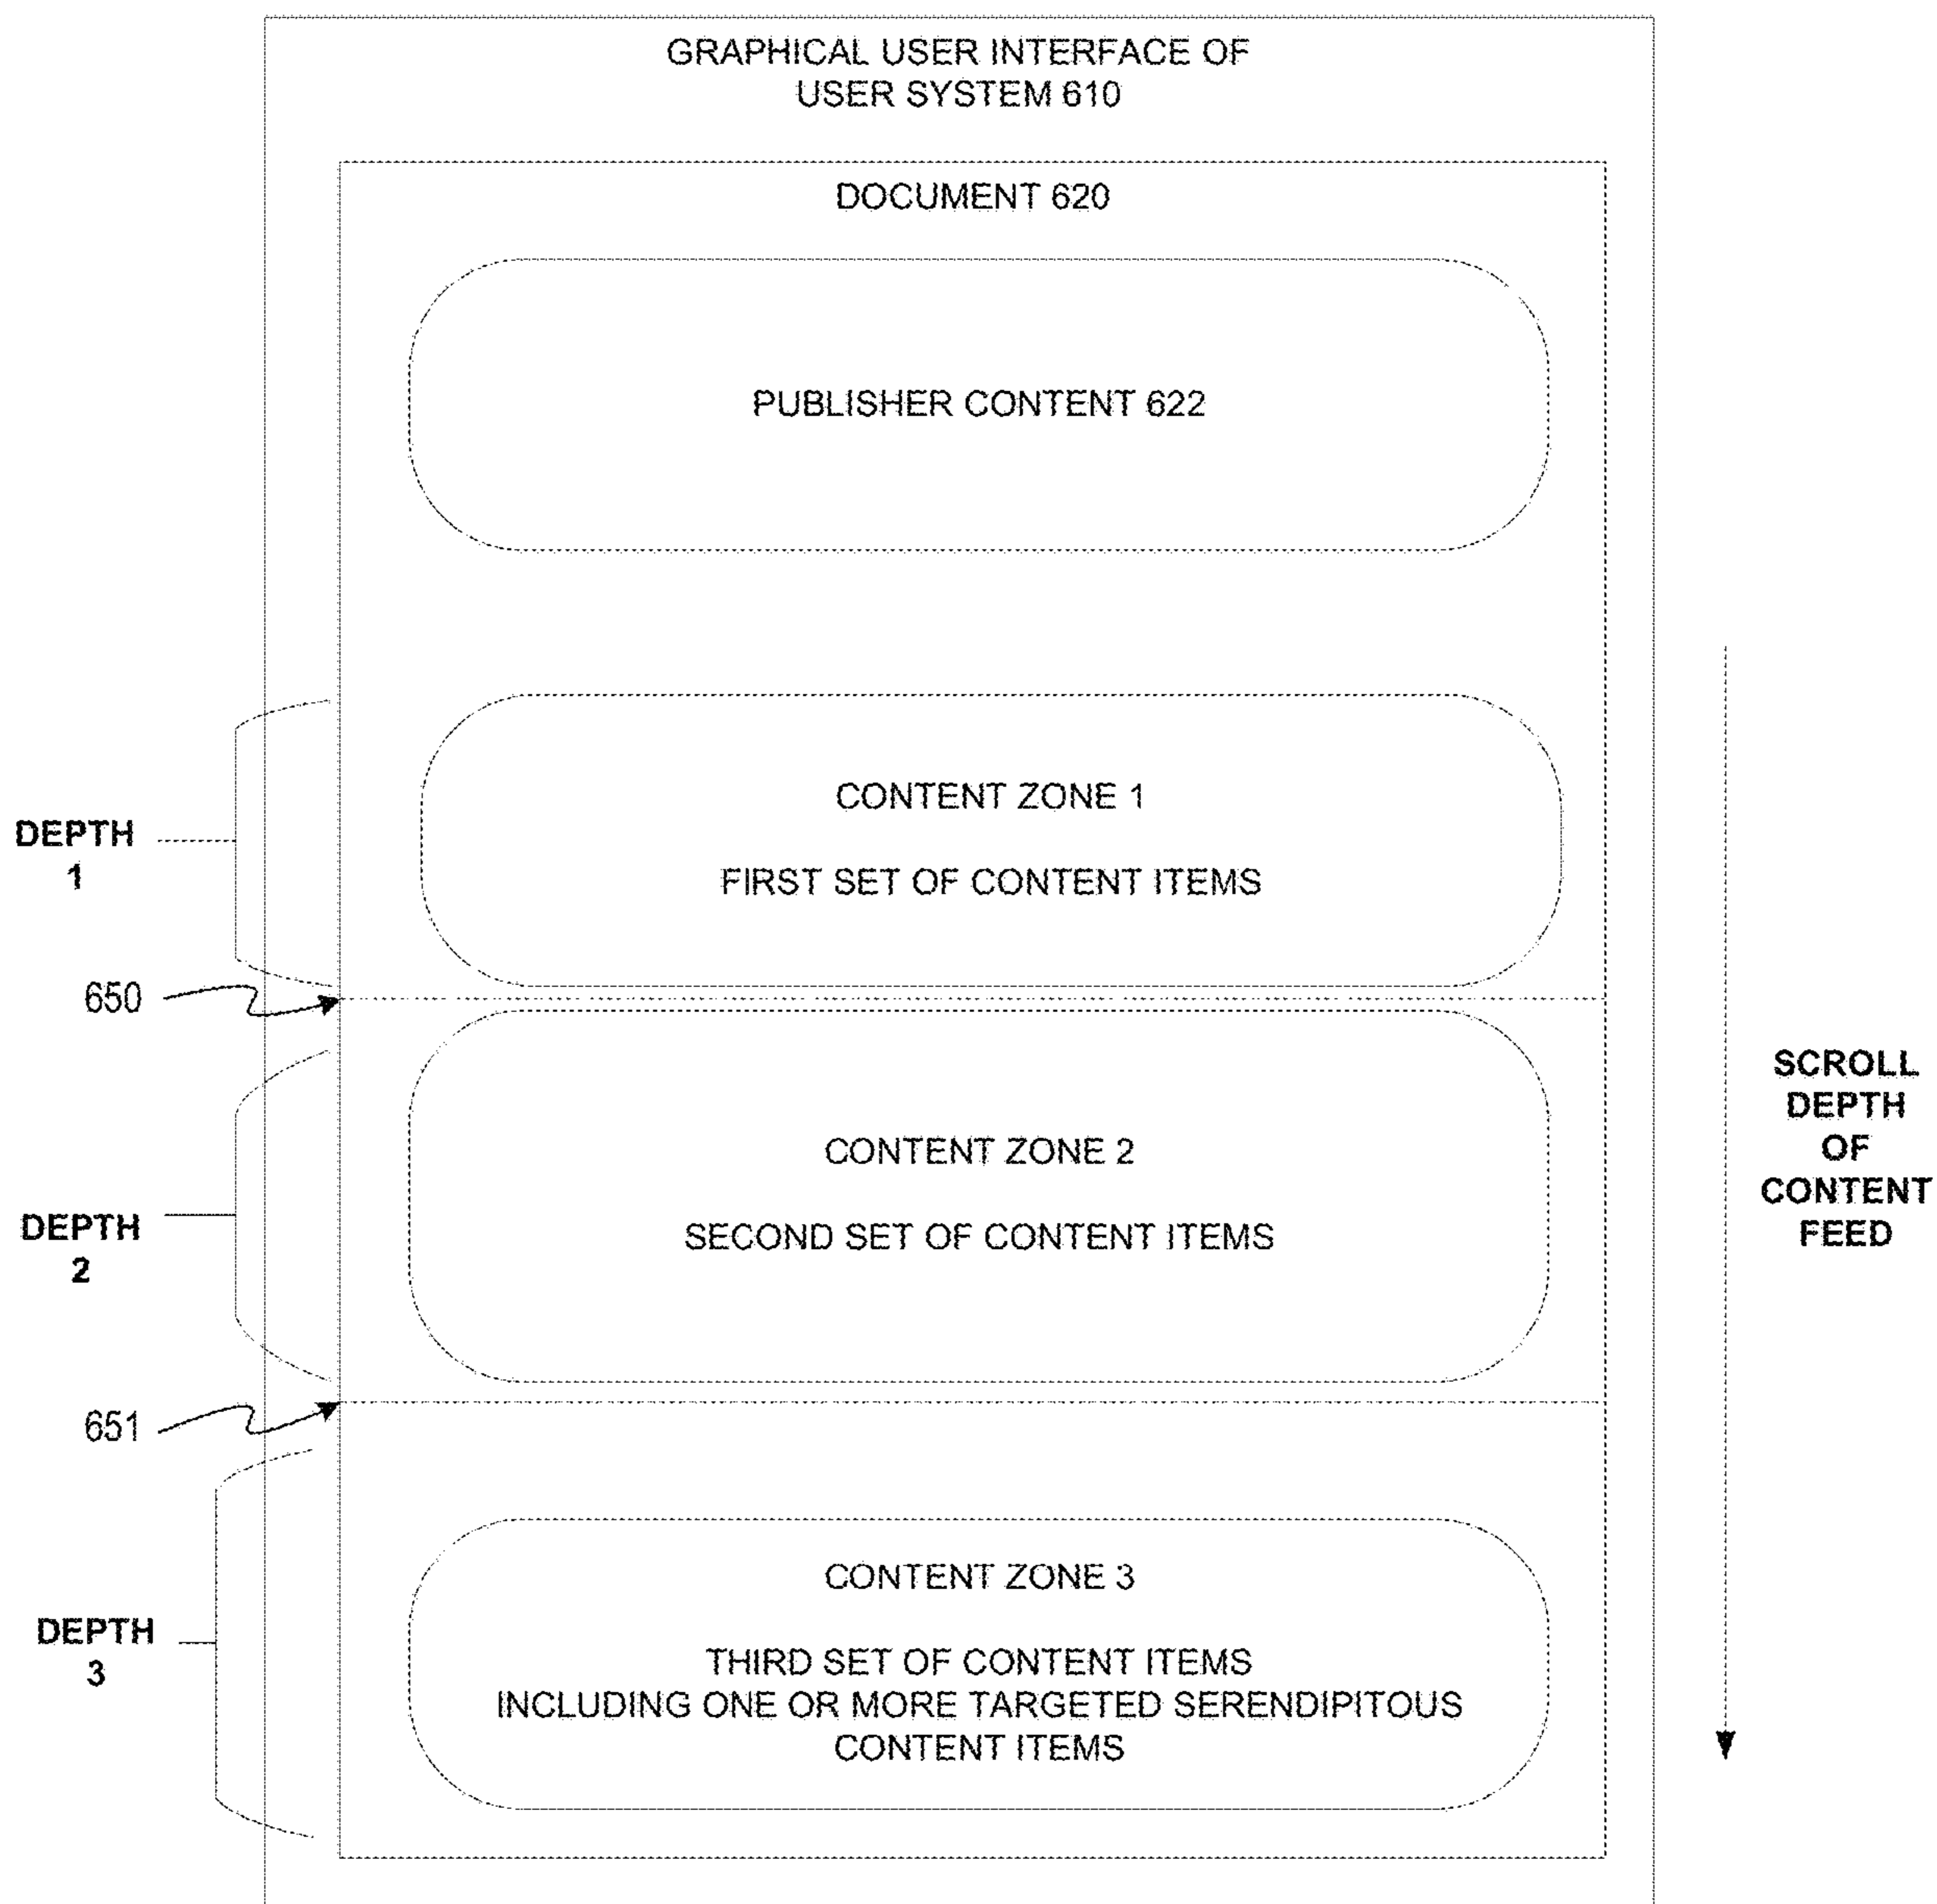 GRAPHICAL USER INTERFACE OF
USER SYSTEM 610
DOCUMENT 620
PUBLISHER CONTENT 622
CONTENT ZONE 1
FIRST SET OF CONTENT ITEMS
DEPTH
1
650
CONTENT ZONE 2
SECOND SET OF CONTENT ITEMS
DEPTH
2
SCROLL
DEPTH
OF
CONTENT
FEED
651
CONTENT ZONE 3
THIRD SET OF CONTENT ITEMS
INCLUDING ONE OR MORE TARGETED SERENDIPITOUS
CONTENT ITEMS
DEPTH
3